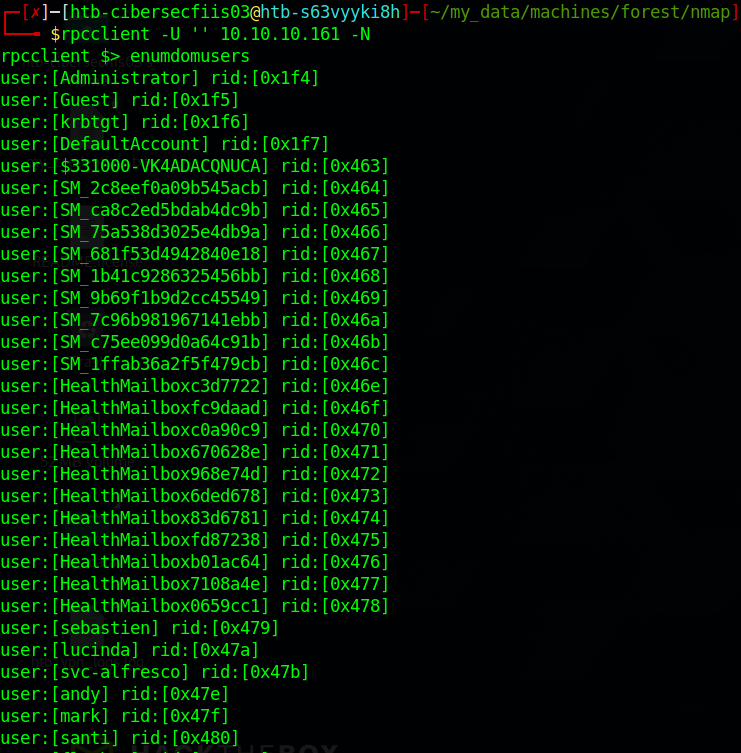 ┌─[✗]─[htb-cibersecfiis03@htb-s63vyyki8h]─[~/my_data/machines/forest/nmap]
└──╼ $rpcclient -U '' 10.10.10.161 -N
rpcclient $> enumdomusers
user:[Administrator] rid:[0x1f4]
user:[Guest] rid:[0x1f5]
user:[krbtgt] rid:[0x1f6]
user:[DefaultAccount] rid:[0x1f7]
user:[$331000-VK4ADACQNUCA] rid:[0x463]
user:[SM_2c8eef0a09b545acb] rid:[0x464]
user:[SM_ca8c2ed5bdab4dc9b] rid:[0x465]
user:[SM_75a538d3025e4db9a] rid:[0x466]
user:[SM_681f53d4942840e18] rid:[0x467]
user:[SM_1b41c9286325456bb] rid:[0x468]
user:[SM_9b69f1b9d2cc45549] rid:[0x469]
user:[SM_7c96b981967141ebb] rid:[0x46a]
user:[SM_c75ee099d0a64c91b] rid:[0x46b]
user:[SM_1ffab36a2f5f479cb] rid:[0x46c]
user:[HealthMailboxc3d7722] rid:[0x46e]
user:[HealthMailboxfc9daad] rid:[0x46f]
user:[HealthMailboxc0a90c9] rid:[0x470]
user:[HealthMailbox670628e] rid:[0x471]
user:[HealthMailbox968e74d] rid:[0x472]
user:[HealthMailbox6ded678] rid:[0x473]
user:[HealthMailbox83d6781] rid:[0x474]
user:[HealthMailboxfd87238] rid:[0x475]
user:[HealthMailboxb01ac64] rid:[0x476]
user:[HealthMailbox7108a4e] rid:[0x477]
user:[HealthMailbox0659cc1] rid:[0x478]
user:[sebastien] rid:[0x479]
user:[lucinda] rid:[0x47a]
user:[svc-alfresco] rid:[0x47b]
user:[andy] rid:[0x47e]
user:[mark] rid:[0x47f]
user:[santi] rid:[0x480]